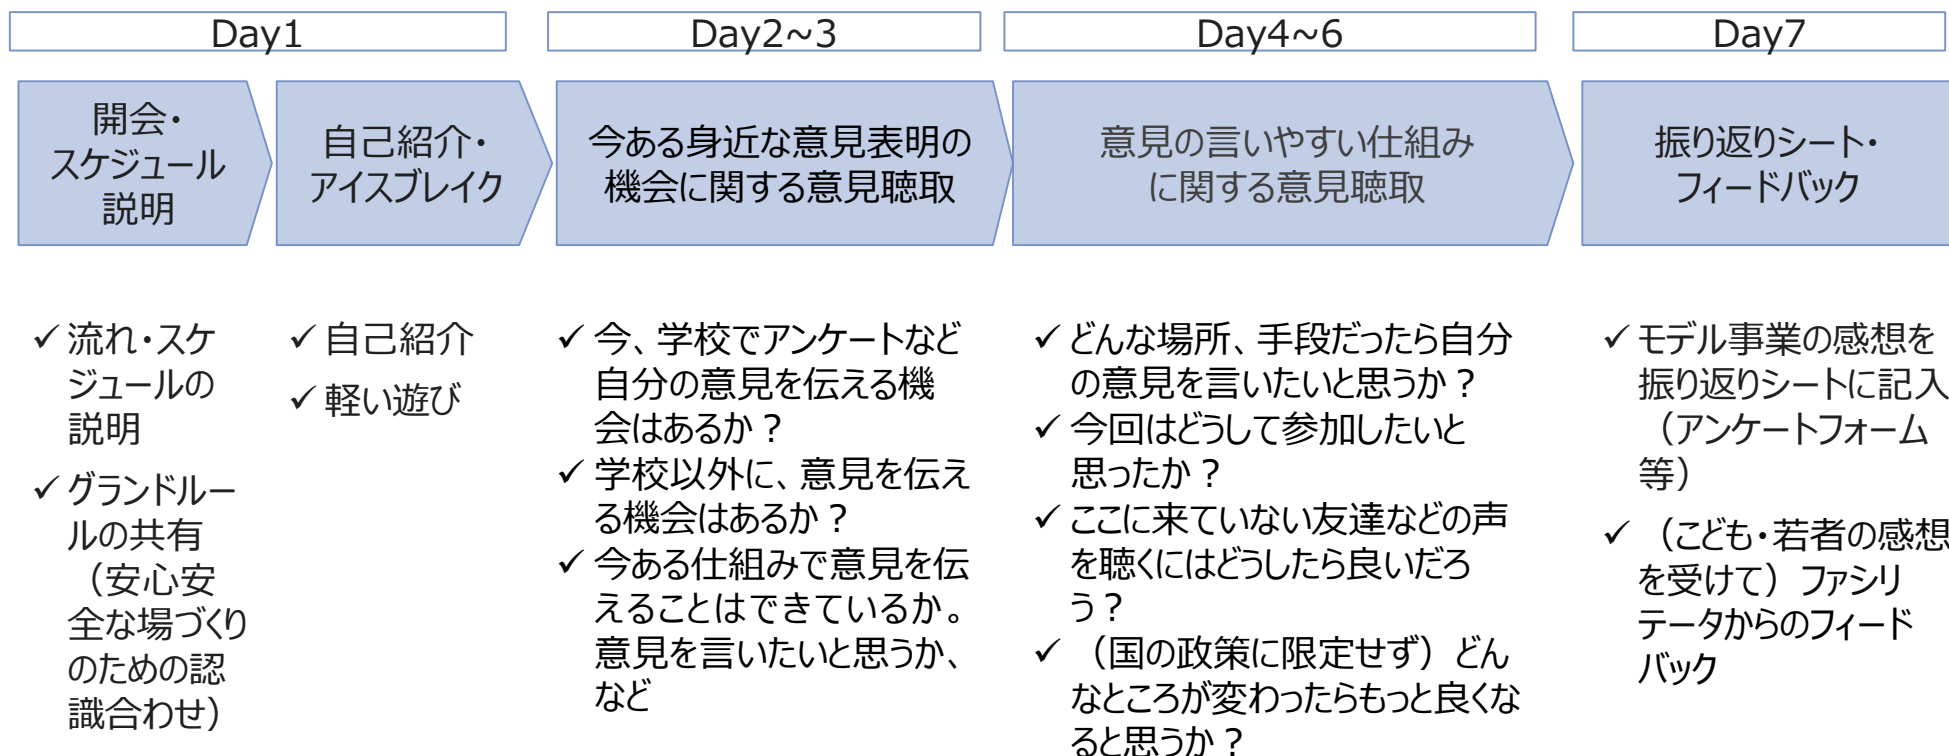 Day1
Day2~3
Day4~6
Day7
開会・
スケジュール
説明
自己紹介・
アイスブレイク
今ある身近な意見表明の
機会に関する意見聴取
意見の言いやすい仕組み
に関する意見聴取
振り返りシート・
フィードバック
✓流れ・スケ
ジュールの
説明
✓グランドルー
ルの共有
（安心安
全な場づくり
のための認
識合わせ）
✓自己紹介
✓軽い遊び
✓今、学校でアンケートなど
自分の意見を伝える機
会はあるか？
✓学校以外に、意見を伝え
る機会はあるか？
✓今ある仕組みで意見を伝
えることはできているか。
意見を言いたいと思うか、
など
✓どんな場所、手段だったら自分
の意見を言いたいと思うか？
✓今回はどうして参加したいと
思ったか？
✓ここに来ていない友達などの声
を聴くにはどうしたら良いだろ
う？
✓（国の政策に限定せず）どん
なところが変わったらもっと良くな
ると思うか？
✓モデル事業の感想を
振り返りシートに記入
（アンケートフォーム
等）
✓（こども・若者の感想
を受けて）ファシリ
テータからのフィード
バック